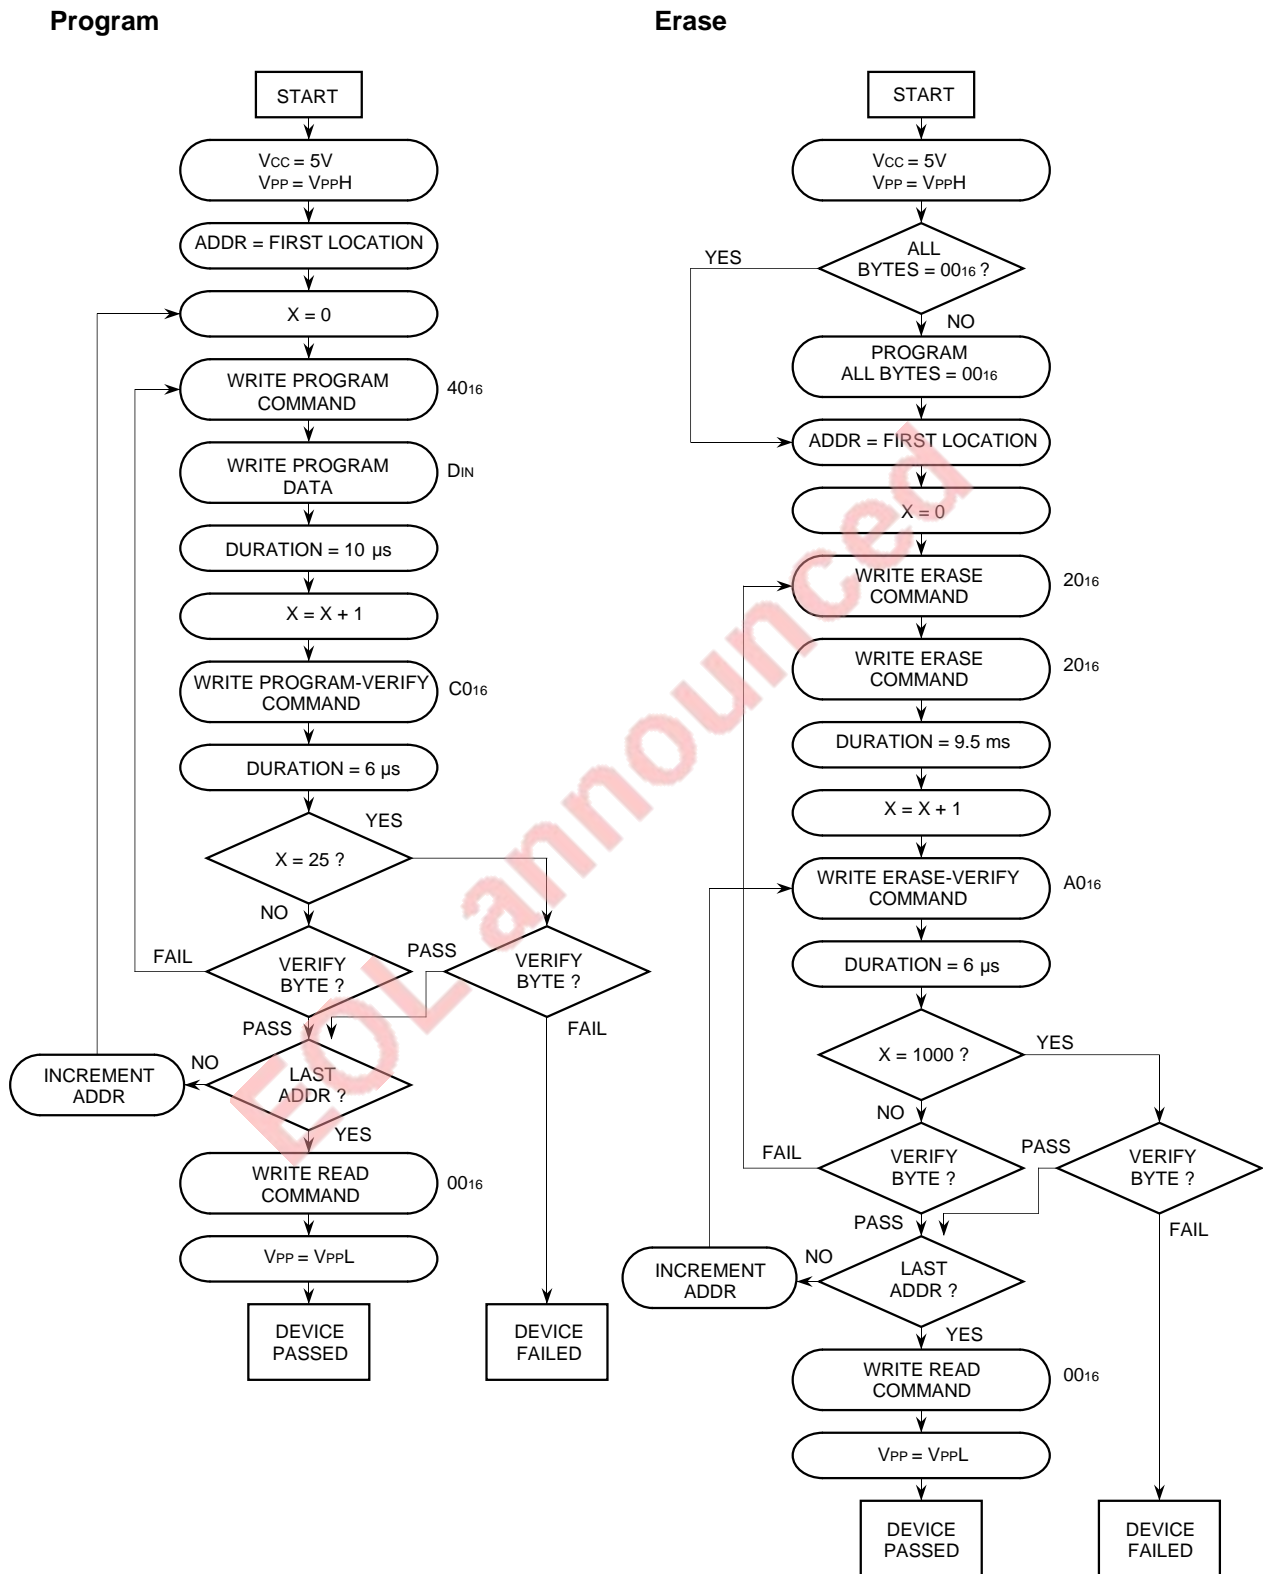 Program
START
VCC = 5V
VPP = VPPH
ADDR = FIRST LOCATION
X = 0
WRITE PROGRAM
COMMAND
4016
WRITE PROGRAM
DATA
DIN
DURATION = 10 µs
X = X + 1
WRITE PROGRAM-VERIFY
COMMAND
C016
DURATION = 6 µs
X = 25 ?
YES
NO
VERIFY
BYTE ?
FAIL
PASS
VERIFY
BYTE ?
PASS
FAIL
LAST
ADDR ?
NO
INCREMENT
ADDR
YES
WRITE READ
COMMAND
0016
VPP = VPPL
DEVICE
PASSED
DEVICE
FAILED
Erase
START
VCC = 5V
VPP = VPPH
ALL
BYTES = 0016 ?
YES
NO
PROGRAM
ALL BYTES = 0016
ADDR = FIRST LOCATION
X = 0
WRITE ERASE
COMMAND
2016
WRITE ERASE
COMMAND
2016
DURATION = 9.5 ms
X = X + 1
WRITE ERASE-VERIFY
COMMAND
A016
DURATION = 6 µs
X = 1000 ?
YES
NO
VERIFY
BYTE ?
FAIL
PASS
VERIFY
BYTE ?
PASS
FAIL
LAST
ADDR ?
NO
INCREMENT
ADDR
YES
WRITE READ
COMMAND
0016
VPP = VPPL
DEVICE
PASSED
DEVICE
FAILED
EOL announced